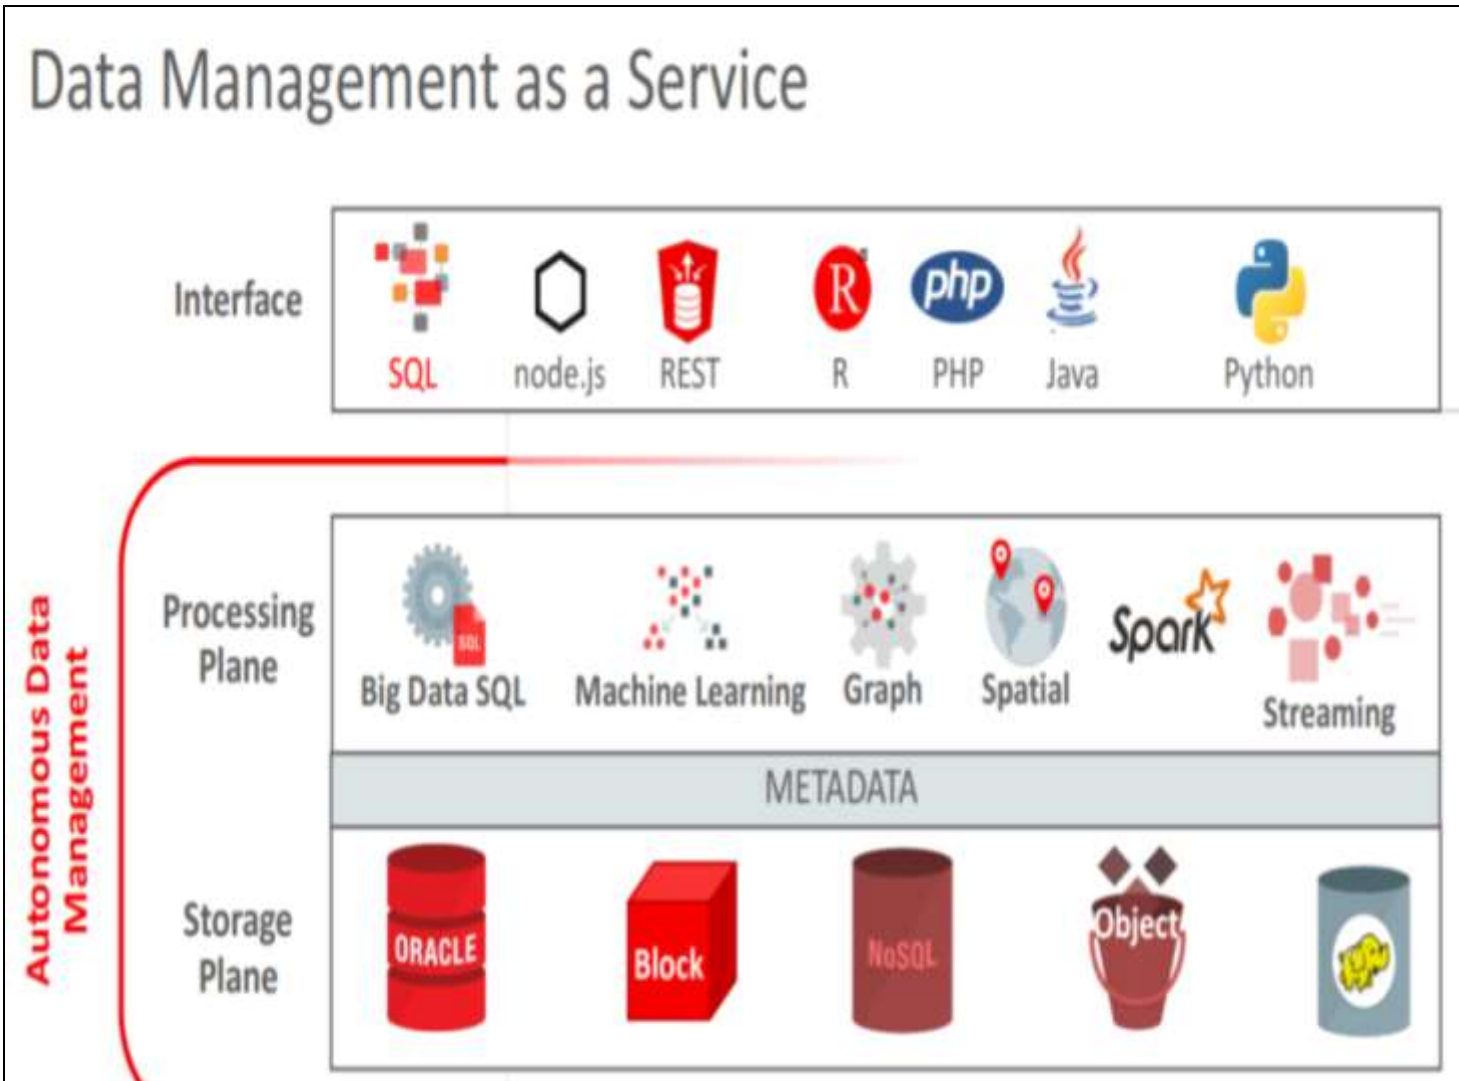 Data Management as a Service
Interface
R
php
SQL
node.js
REST
R
PHP
Java
Python
Autonomous Data
Management
Processing
Plane
SQL
Spark
Big Data SQL
Machine Learning
Graph
Spatial
Streaming
METADATA
Storage
Plane
ORACLE
Block
NoSQL
Object